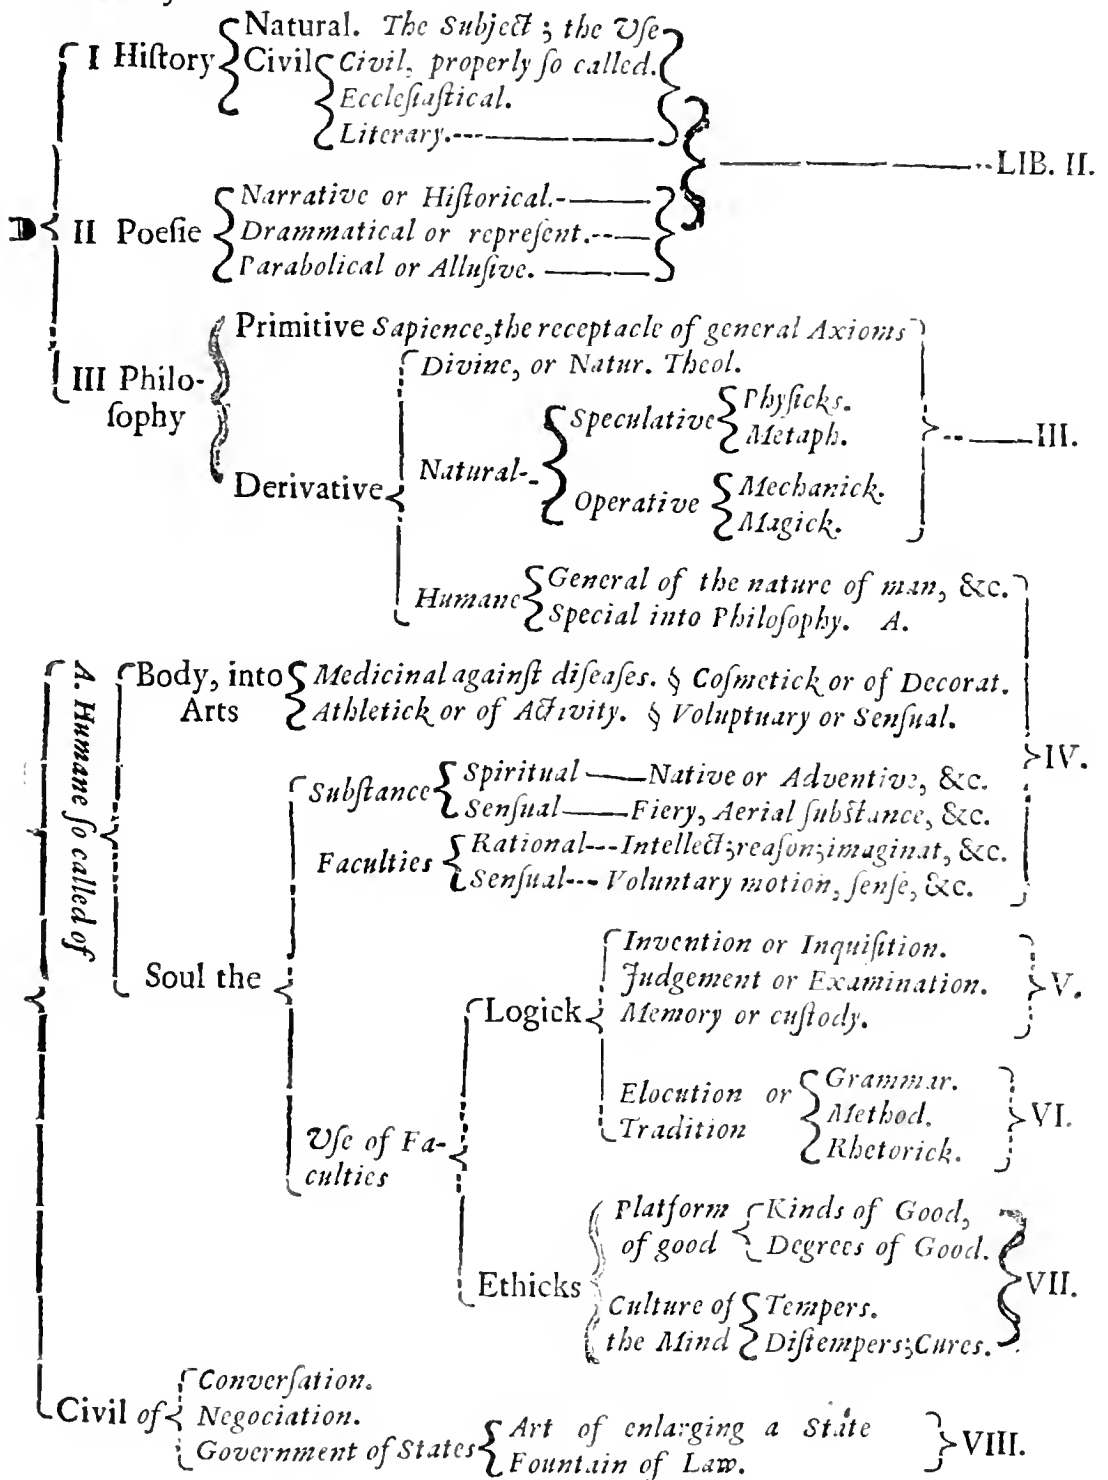 Natural. The Subject ; the Uſe
I Hiſtory Civil Civil, properly ſo called.
Eccleſiaſtical.
Literary.
LIB. II.
Narrative or Hiſtorical.
II Poeſie Drammatical or repreſent.
Parabolical or Alluſive.
Primitive Sapience, the receptacle of general Axioms
III Philo-
ſophy
Divine, or Natur. Theol.
Speculative Phyſicks.
Metaph.
III.
Natural
Derivative
Operative Mechanick.
Magick.
Humane General of the nature of man, &c.
Special into Philoſophy. A.
A. Humane ſo called of
Body, into Medicinal againſt diſeaſes. § Coſmetick or of Decorat.
Arts Athletick or of Activity. § Voluptuary or Senſual.
IV.
Subſtance Spiritual — Native or Adventive, &c.
Senſual — Fiery, Aerial ſubſtance, &c.
Faculties Rational --- Intellect; reaſon; imaginat, &c.
Senſual --- Voluntary motion, ſenſe, &c.
Soul the
Logick Invention or Inquiſition.
Judgement or Examination.
Memory or cuſtody.
V.
Elocution or
Tradition
Grammar.
Method.
Rhetorick.
VI.
Uſe of Fa-
culties
Ethicks
Platform
of good
Kinds of Good,
Degrees of Good.
VII.
Culture of
the Mind
Tempers.
Diſtempers; Cures.
Civil of Converſation.
Negociation.
Government of States Art of enlarging a State
Fountain of Law.
VIII.